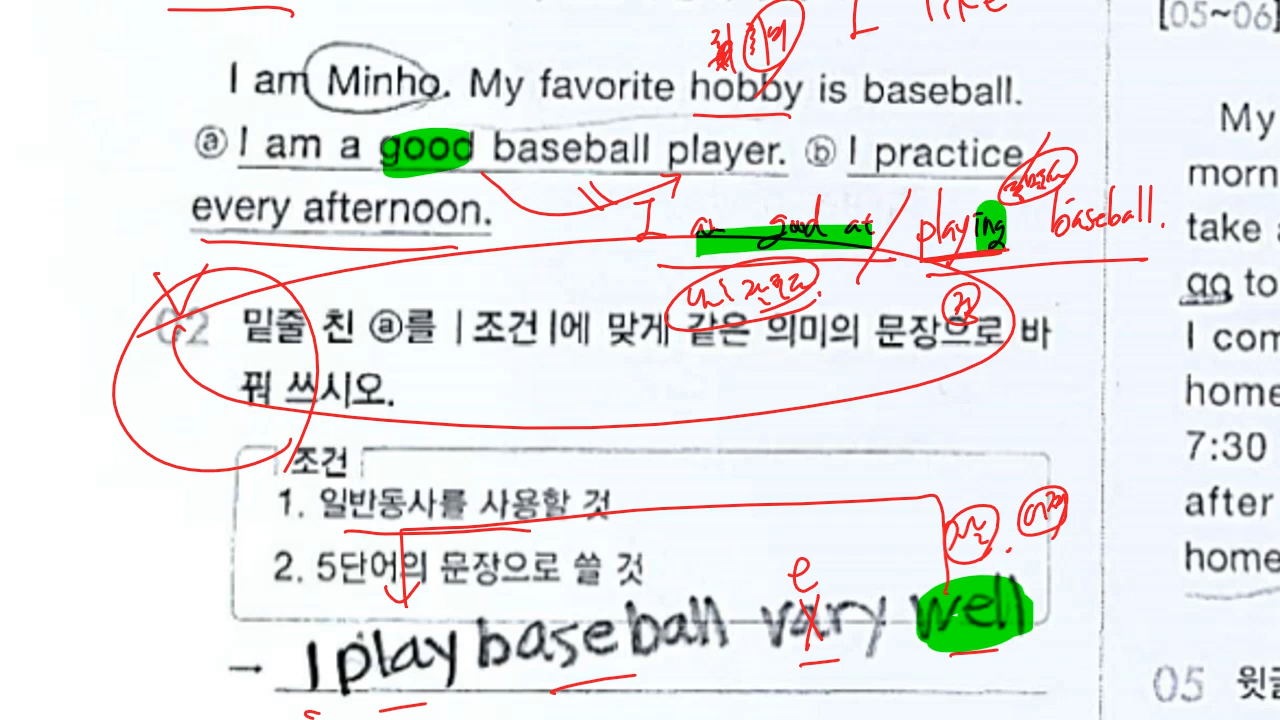 I like
[05~06]
취미
I am Minho. My favorite hobby is baseball.
ⓐ I am a good baseball player. ⓑ I practice
every afternoon.
I am good at / playing baseball.
02 밑줄 친 ⓐ를 |조건|에 맞게 같은 의미의 문장으로 바
꿔 쓰시오.
조건
1. 일반동사를 사용할 것
2. 5단어의 문장으로 쓸 것
e
→ I play baseball vary well
My
morn
take
go to
I com
home
7:30
after
home
05 윗글